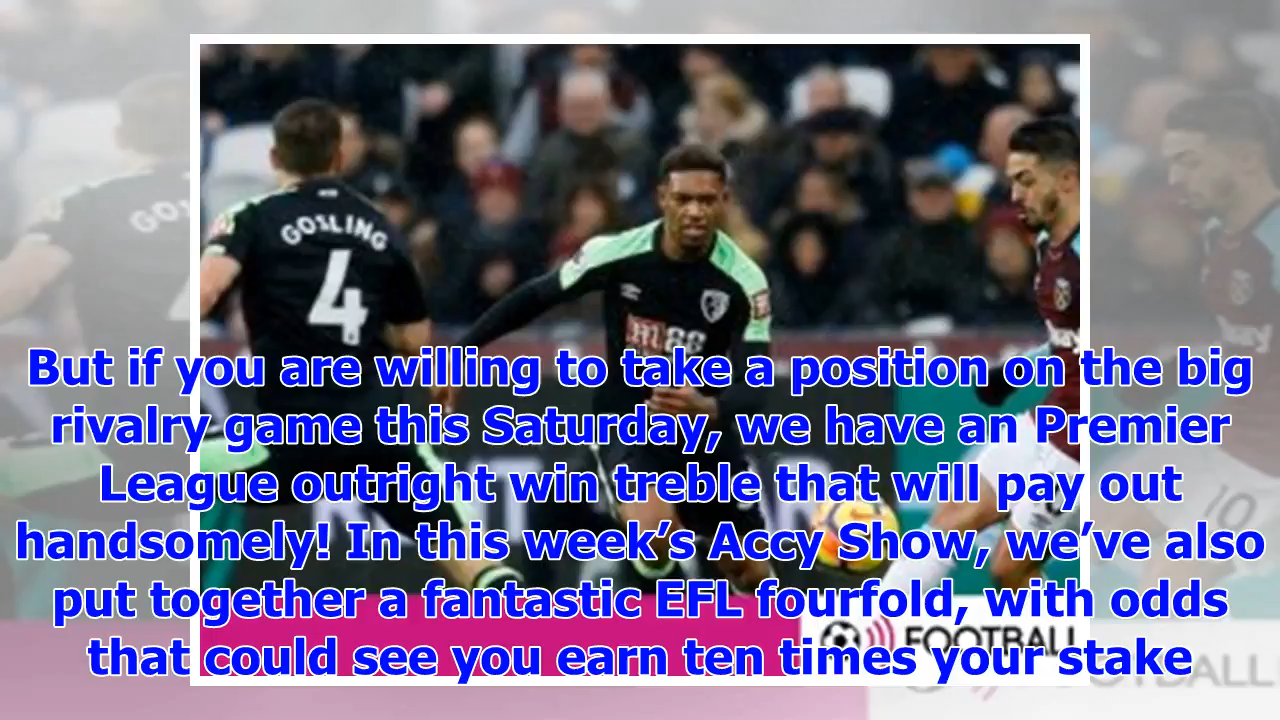 GOSLING
4
M88
But if you are willing to take a position on the big
rivalry game this Saturday, we have an Premier
League outright win treble that will pay out
handsomely! In this week’s Accy Show, we’ve also
put together a fantastic EFL fourfold, with odds
that could see you earn ten times your stake
FOOTBALL
10